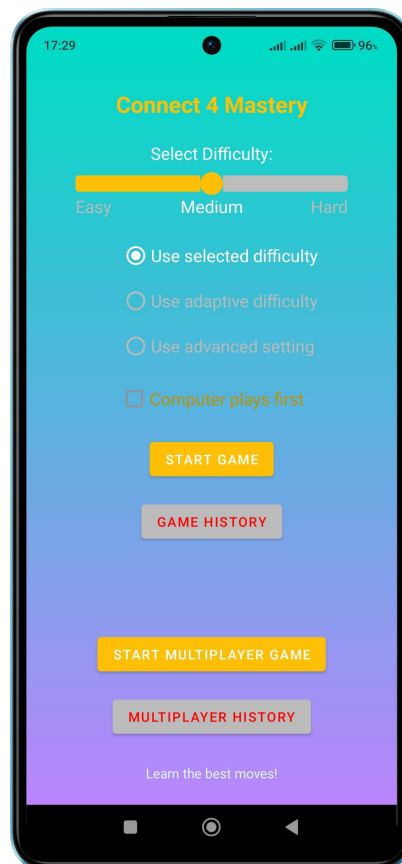 17:29
96%
Connect 4 Mastery
Select Difficulty:
Easy Medium Hard
Use selected difficulty
Use adaptive difficulty
Use advanced setting
Computer plays first
START GAME
GAME HISTORY
START MULTIPLAYER GAME
MULTIPLAYER HISTORY
Learn the best moves!